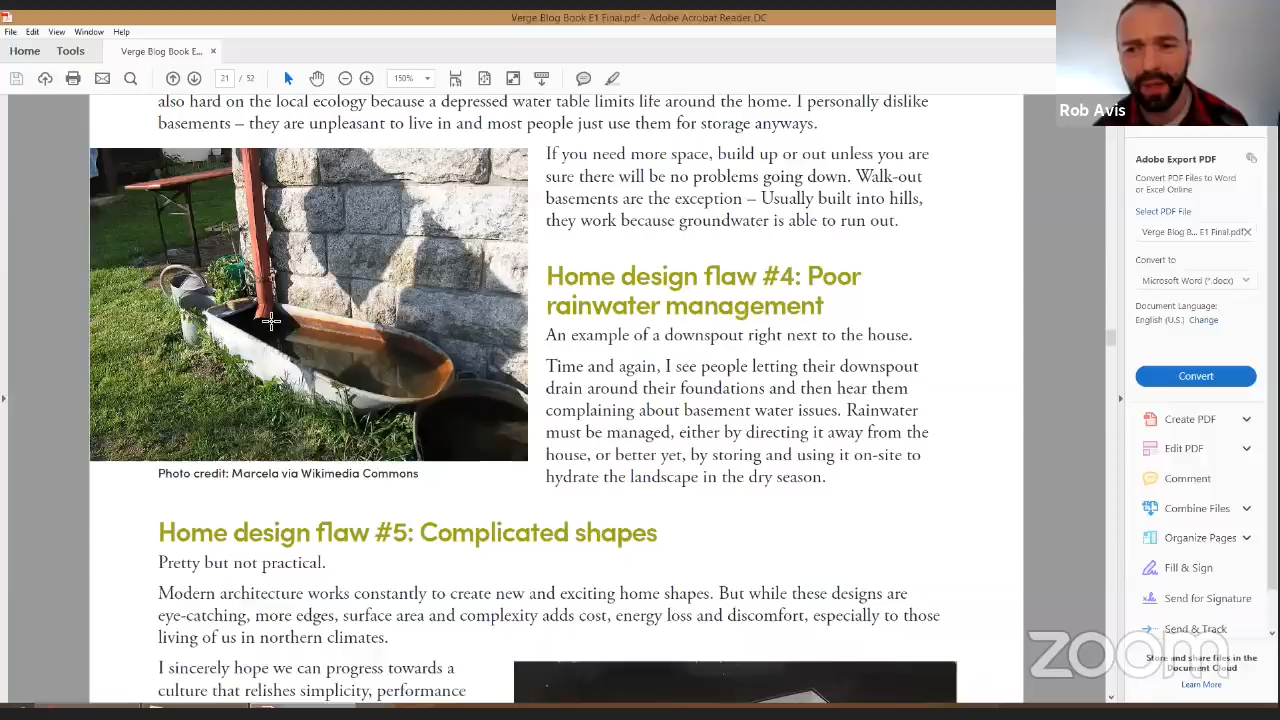 Verge Blog Book E1 Final.pdf - Adobe Acrobat Reader DC
File Edit View Window Help
Home Tools Verge Blog Book E... ×
21 / 52 150%
Rob Avis
also hard on the local ecology because a depressed water table limits life around the home. I personally dislike
basements – they are unpleasant to live in and most people just use them for storage anyways.
If you need more space, build up or out unless you are
sure there will be no problems going down. Walk-out
basements are the exception – Usually built into hills,
they work because groundwater is able to run out.
Home design flaw #4: Poor
rainwater management
An example of a downspout right next to the house.
Time and again, I see people letting their downspout
drain around their foundations and then hear them
complaining about basement water issues. Rainwater
must be managed, either by directing it away from the
house, or better yet, by storing and using it on-site to
hydrate the landscape in the dry season.
Photo credit: Marcela via Wikimedia Commons
Home design flaw #5: Complicated shapes
Pretty but not practical.
Modern architecture works constantly to create new and exciting home shapes. But while these designs are
eye-catching, more edges, surface area and complexity adds cost, energy loss and discomfort, especially to those
living of us in northern climates.
I sincerely hope we can progress towards a
culture that relishes simplicity, performance
Adobe Export PDF
Convert PDF Files to Word
or Excel Online
Select PDF File
Verge Blog B... E1 Final.pdf ×
Convert to
Microsoft Word (*.docx)
Document Language:
English (U.S.) Change
Convert
Create PDF
Edit PDF
Comment
Combine Files
Organize Pages
Fill & Sign
Send for Signature
Send & Track
zoom
Store and share files in the
Document Cloud
Learn More